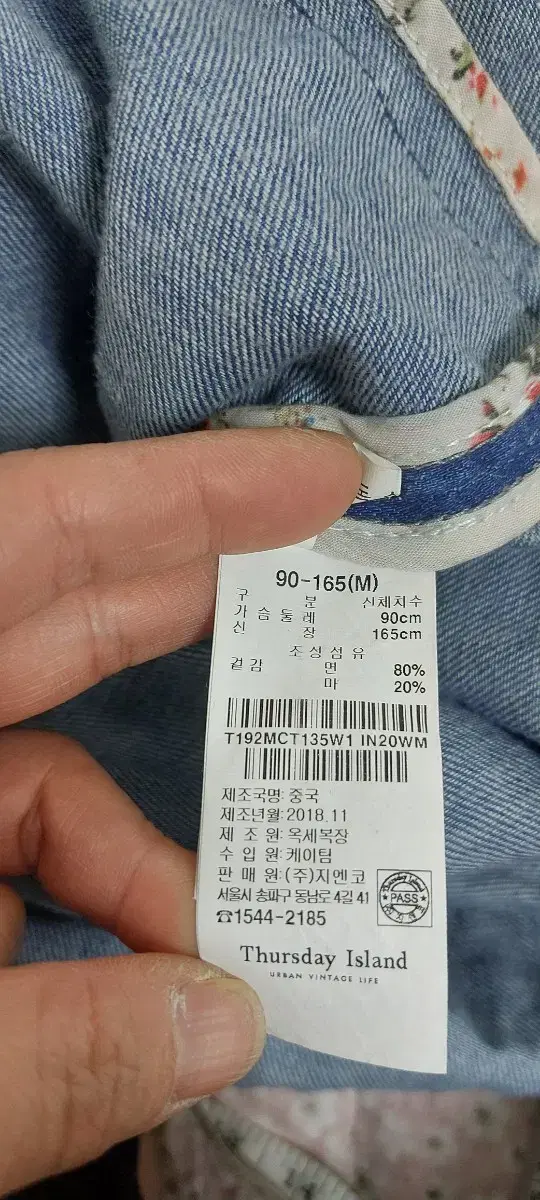 90-165(M)
구 분 신체치수
가슴둘레 90cm
신 장 165cm
조성섬유
겉감 면 80%
마 20%
T192MCT135W1 IN20WM
제조국명: 중국
제조년월: 2018.11
제 조 원: 옥세복장
수 입 원: 케이팀
판 매 원: (주)지엔코
서울시 송파구 동남로 4길 41
☎1544-2185
Thursday Island
PASS
Thursday Island
URBAN VINTAGE LIFE